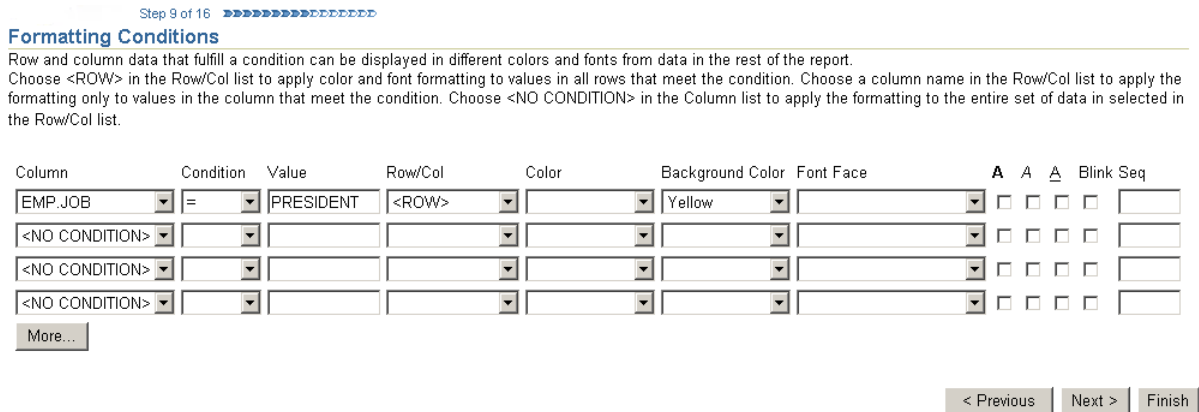 Step 9 of 16
Formatting Conditions
Row and column data that fulfill a condition can be displayed in different colors and fonts from data in the rest of the report.
Choose <ROW> in the Row/Col list to apply color and font formatting to values in all rows that meet the condition. Choose a column name in the Row/Col list to apply the
formatting only to values in the column that meet the condition. Choose <NO CONDITION> in the Column list to apply the formatting to the entire set of data in selected in
the Row/Col list.
Column Condition Value Row/Col Color Background Color Font Face A A A Blink Seq
EMP.JOB = PRESIDENT <ROW> Yellow
<NO CONDITION>
<NO CONDITION>
<NO CONDITION>
More...
< Previous Next > Finish